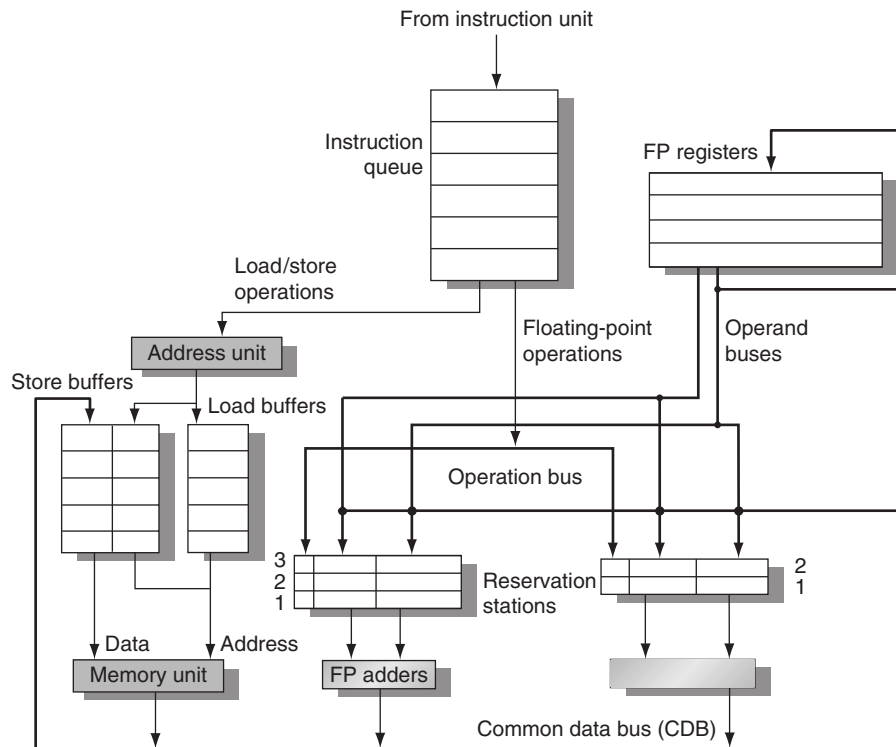 From instruction unit
Instruction
queue
FP registers
Load/store
operations
Floating-point
operations
Operand
buses
Address unit
Store buffers
Load buffers
Operation bus
3
2
1
Reservation
stations
2
1
Data
Address
Memory unit
FP adders
Common data bus (CDB)